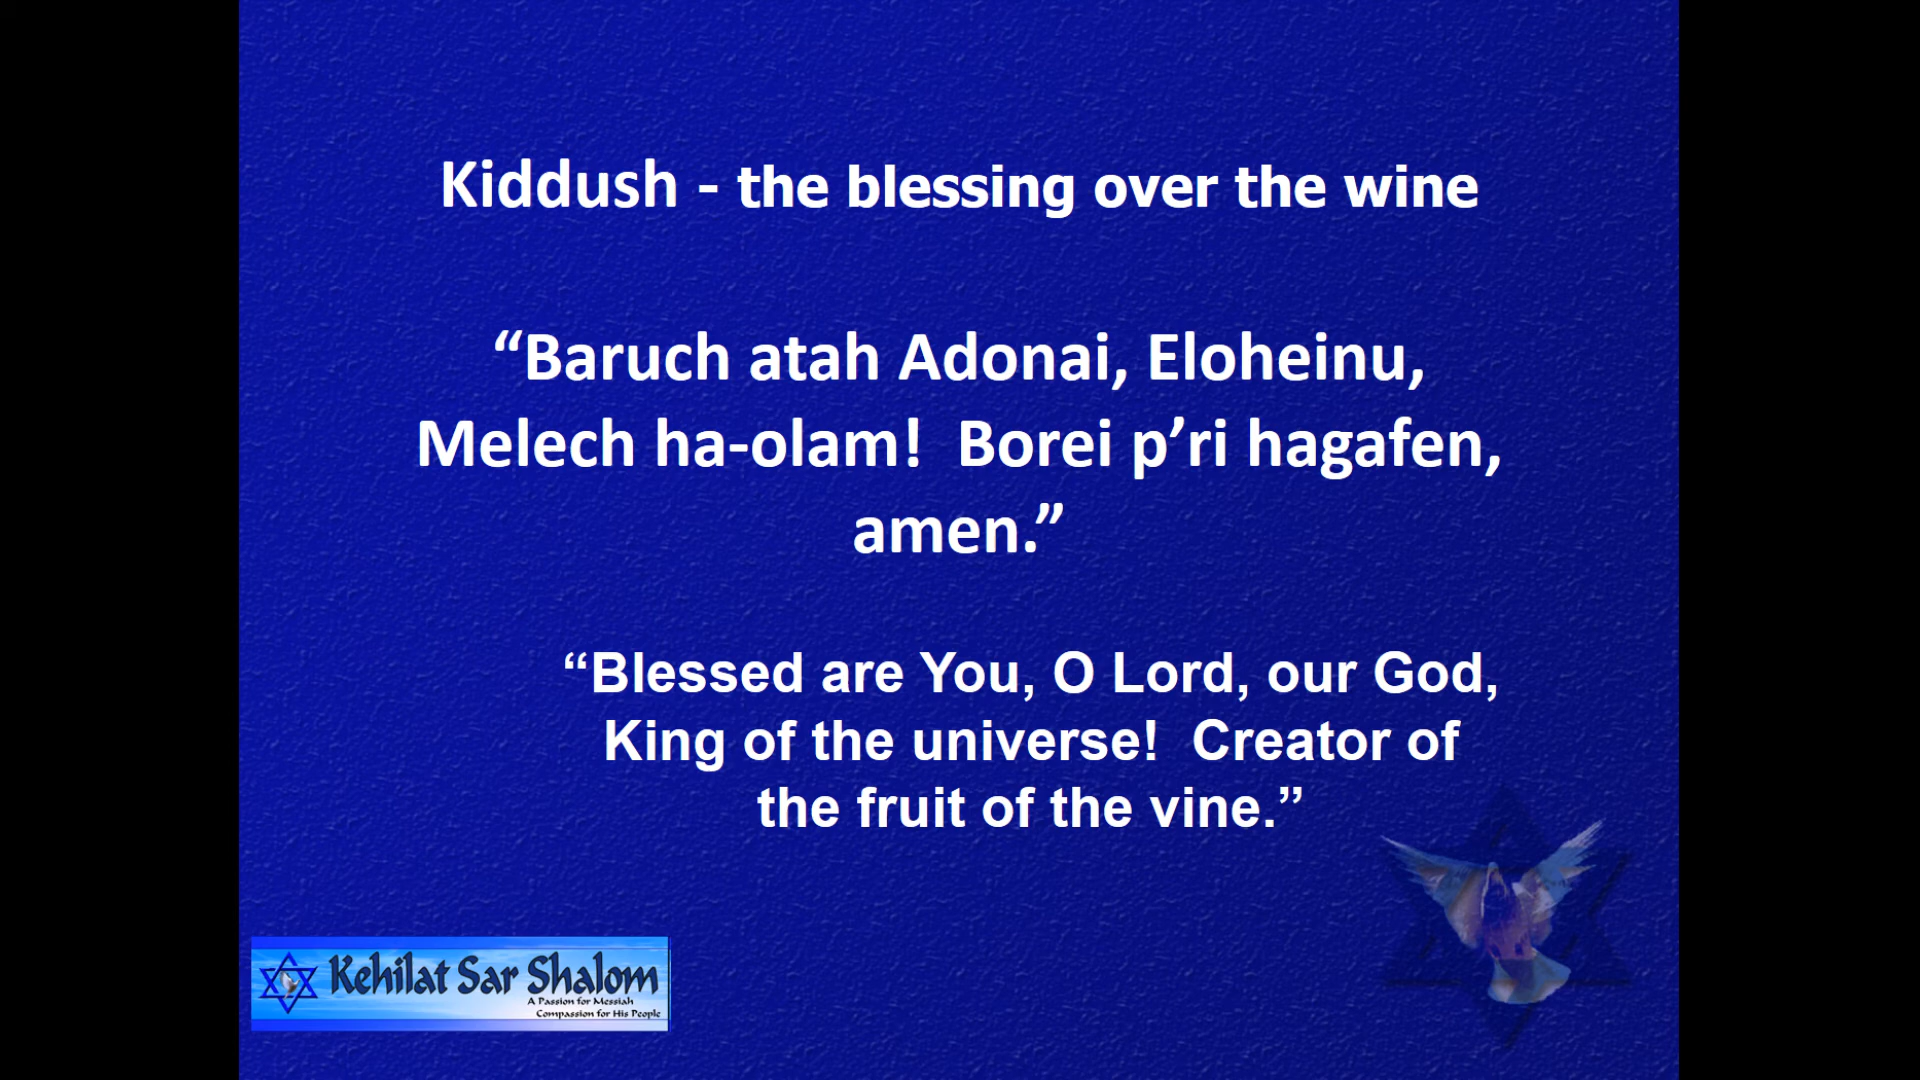 Kiddush - the blessing over the wine
“Baruch atah Adonai, Eloheinu,
Melech ha-olam!  Borei p’ri hagafen,
amen.”
“Blessed are You, O Lord, our God,
King of the universe!  Creator of
the fruit of the vine.”
Kehilat Sar Shalom
A Passion for Messiah
Compassion for His People